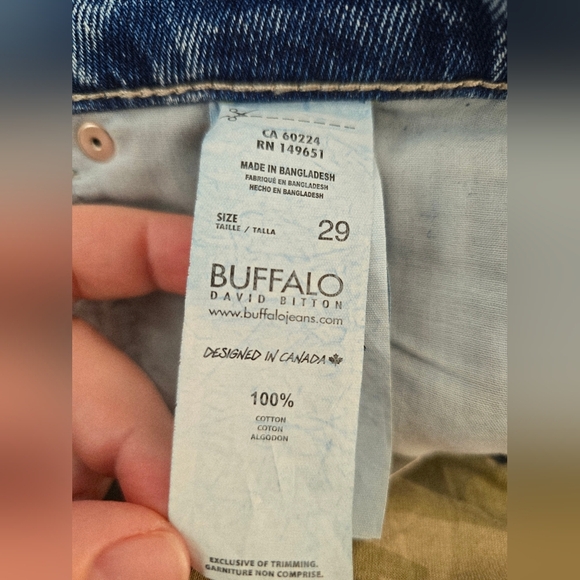 CA 60224
RN 149651
MADE IN BANGLADESH
FABRIQUÉ EN BANGLADESH
HECHO EN BANGLADESH
SIZE
TAILLE / TALLA
29
BUFFALO
DAVID BITTON
www.buffalojeans.com
DESIGNED IN CANADA
100%
COTTON
COTON
ALGODON
EXCLUSIVE OF TRIMMING.
GARNITURE NON COMPRISE.